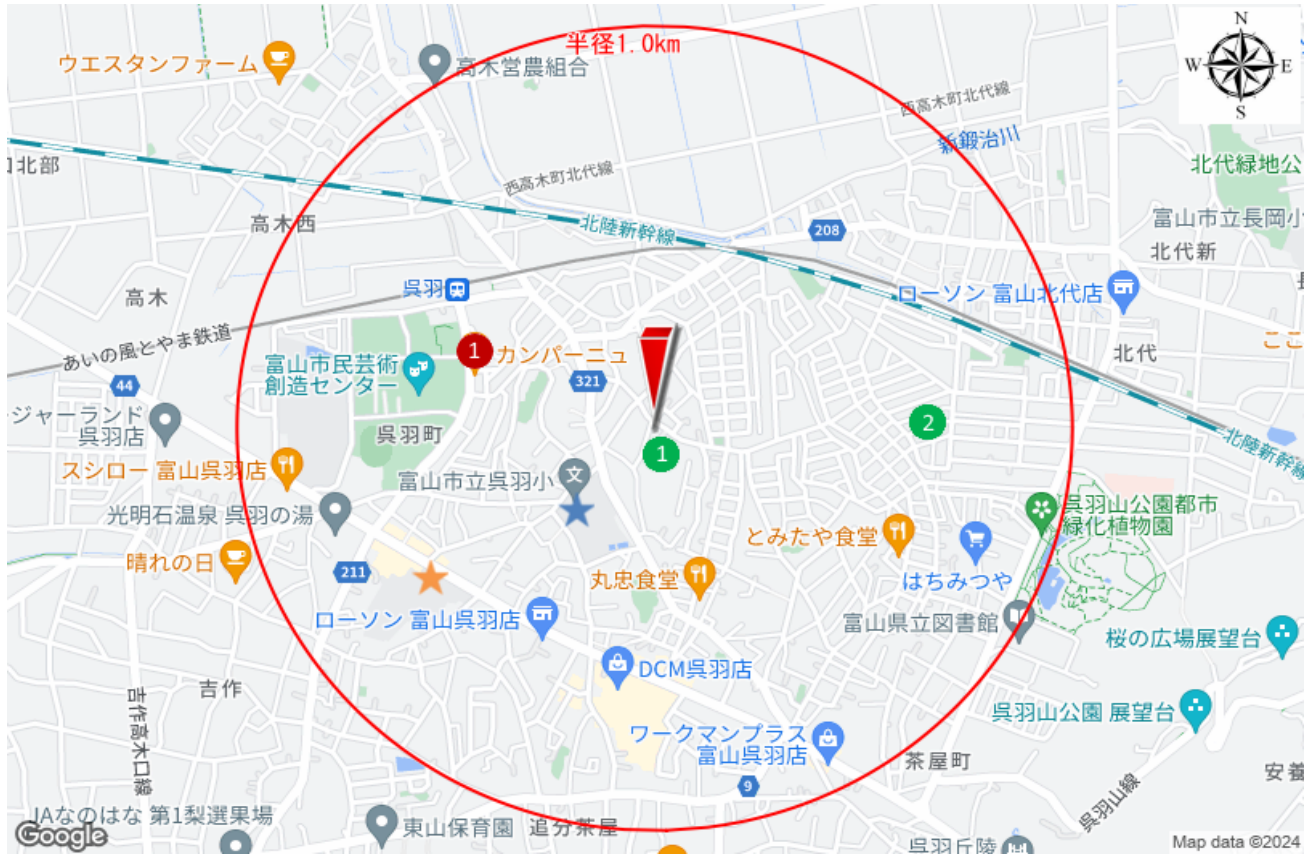 半径1.0km
N
W
E
S
ウエスタンファーム
高木営農組合
西高木町北代線
新鍛治川
北代緑地公
口北部
西高木町北代線
高木西
北陸新幹線
208
富山市立長岡小
北代新
高木
呉羽
ローソン 富山北代店
あいの風とやま鉄道
1
カンパーニュ
富山市民芸術
創造センター
321
北代
ここ
44
ージャーランド
呉羽店
呉羽町
1
2
北陸新幹線
スシロー 富山呉羽店
富山市立呉羽小
文
光明石温泉 呉羽の湯
呉羽山公園都市
緑化植物園
とみたや食堂
晴れの日
211
丸忠食堂
はちみつや
ローソン 富山呉羽店
富山県立図書館
桜の広場展望台
DCM呉羽店
吉作
吉作高木口線
呉羽山公園 展望台
ワークマンプラス
富山呉羽店
茶屋町
9
安養
呉羽山線
JAなのはな 第1梨選果場
東山保育園
追分茶屋
呉羽丘陵
Google
Map data ©2024